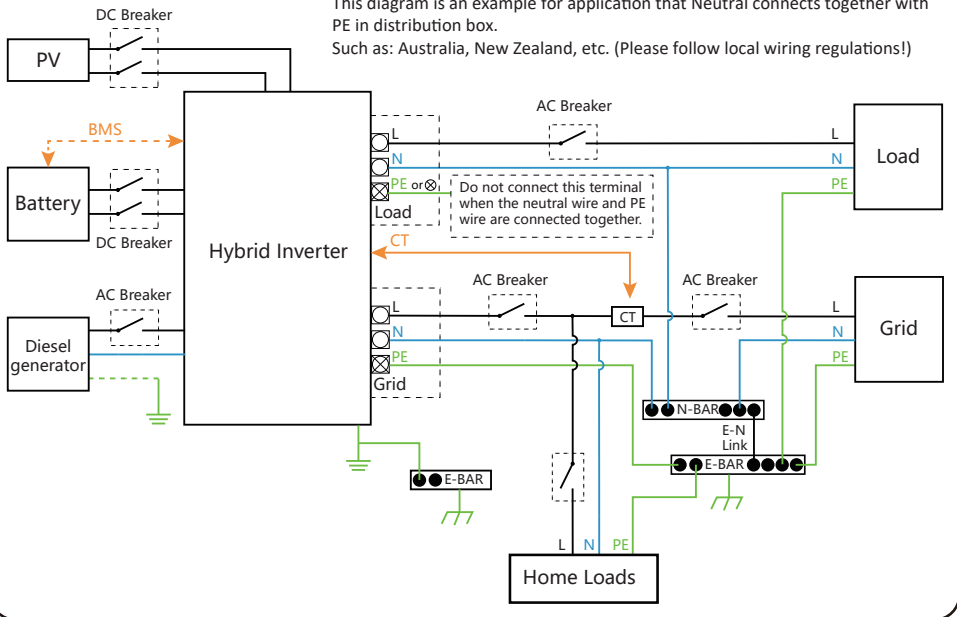 This diagram is an example for application that Neutral connects together with
PE in distribution box.
Such as: Australia, New Zealand, etc. (Please follow local wiring regulations!)
DC Breaker
PV
AC Breaker
BMS
L
L
Load
N
N
PE or⊗
PE
Do not connect this terminal
when the neutral wire and PE
wire are connected together.
Load
Battery
DC Breaker
Hybrid Inverter
CT
AC Breaker
AC Breaker
AC Breaker
L
CT
L
Grid
N
N
Diesel
generator
PE
PE
Grid
N-BAR
E-N
Link
E-BAR
E-BAR
L
N
PE
Home Loads